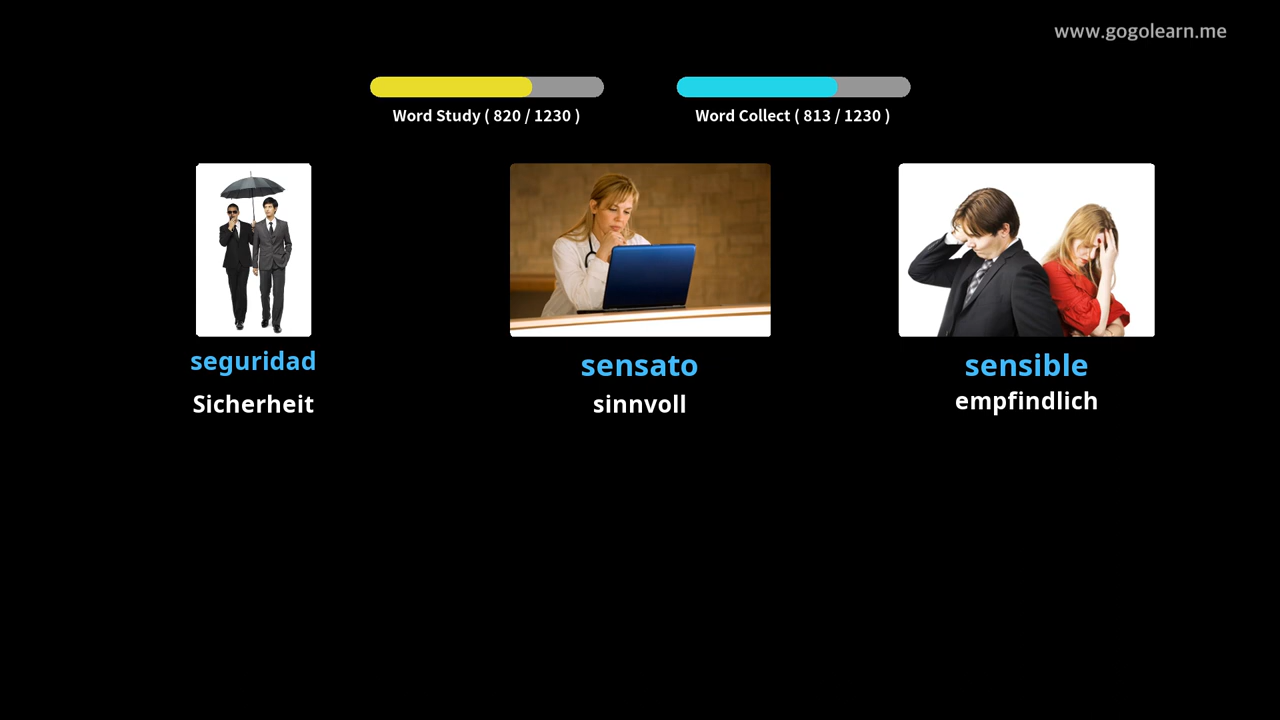 www.gogolearn.me
Word Study ( 820 / 1230 )
Word Collect ( 813 / 1230 )
seguridad
Sicherheit
sensato
sinnvoll
sensible
empfindlich